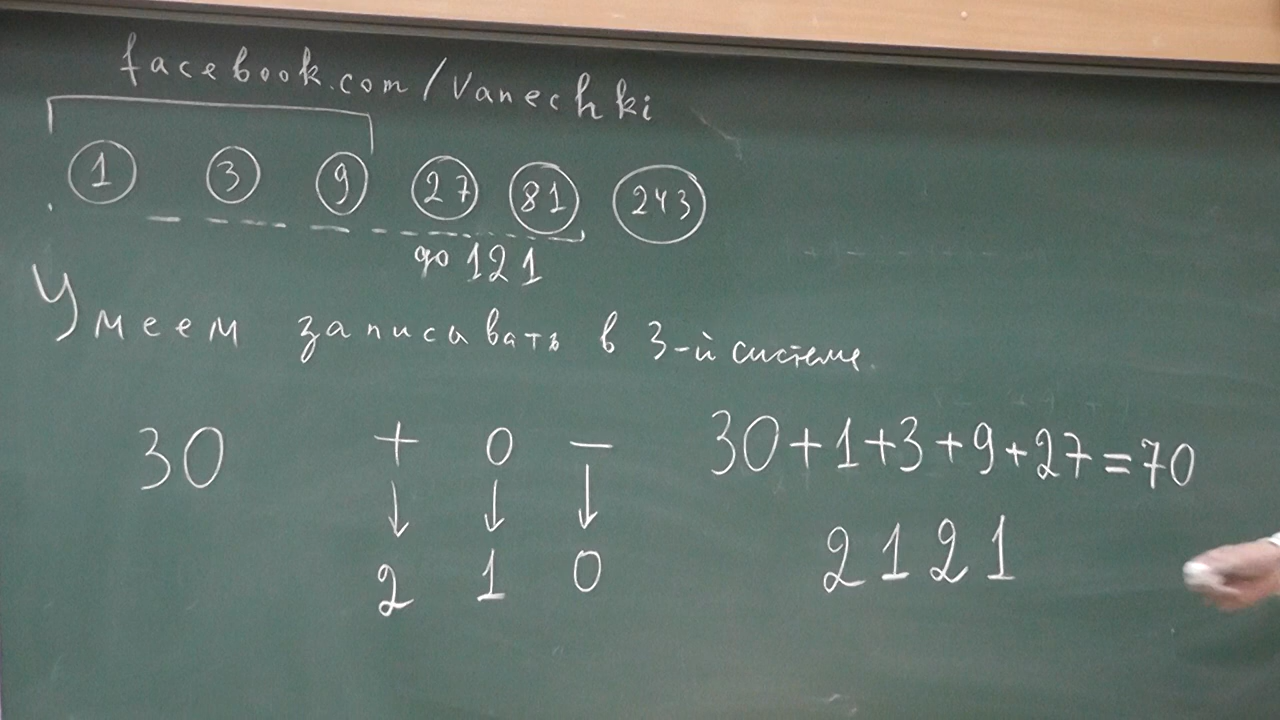 facebook.com/Vanechki
1 3 9 27 81 243
до 121
Умеем записывать в 3-й системе.
30 + 0 – 30+1+3+9+27=70
↓ ↓ ↓
2 1 0 2121